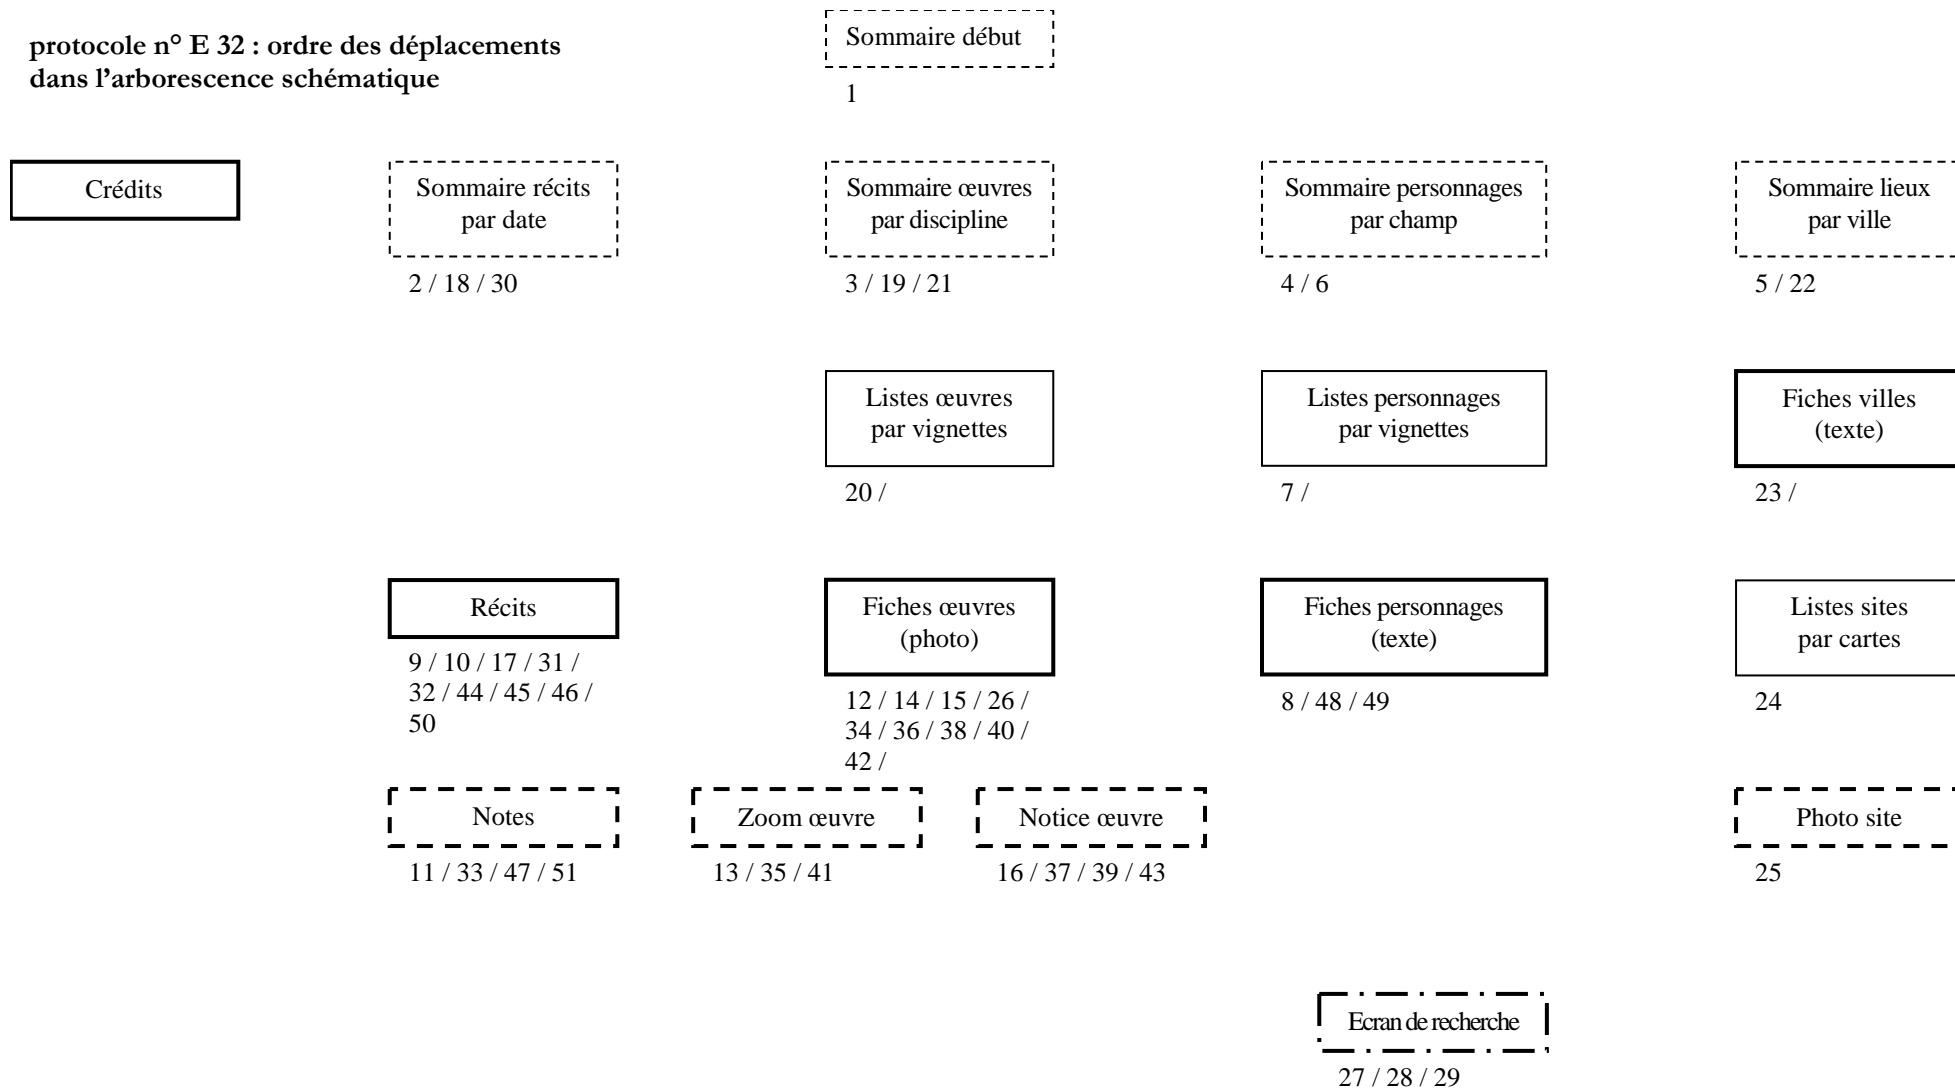 protocole n° E 32 : ordre des déplacements
dans l’arborescence schématique
Sommaire début
1
Crédits
Sommaire récits
par date
2 / 18 / 30
Sommaire œuvres
par discipline
3 / 19 / 21
Sommaire personnages
par champ
4 / 6
Sommaire lieux
par ville
5 / 22
Listes œuvres
par vignettes
20 /
Listes personnages
par vignettes
7 /
Fiches villes
(texte)
23 /
Récits
9 / 10 / 17 / 31 /
32 / 44 / 45 / 46 /
50
Fiches œuvres
(photo)
12 / 14 / 15 / 26 /
34 / 36 / 38 / 40 /
42 /
Fiches personnages
(texte)
8 / 48 / 49
Listes sites
par cartes
24
Notes
11 / 33 / 47 / 51
Zoom œuvre
13 / 35 / 41
Notice œuvre
16 / 37 / 39 / 43
Photo site
25
Ecran de recherche
27 / 28 / 29